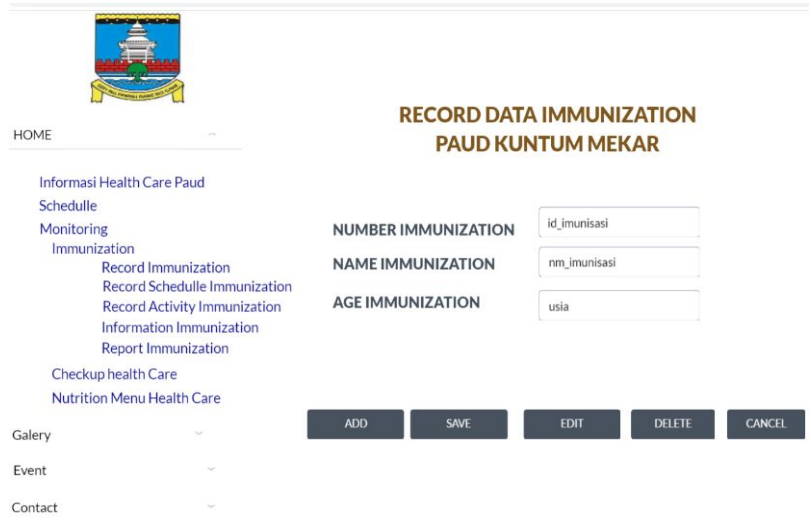 HOME
Informasi Health Care Paud
Schedulle
Monitoring
Immunization
Record Immunization
Record Schedulle Immunization
Record Activity Immunization
Information Immunization
Report Immunization
Checkup health Care
Nutrition Menu Health Care
Galery
Event
Contact
RECORD DATA IMMUNIZATION
PAUD KUNTUM MEKAR
NUMBER IMMUNIZATION id_imunisasi
NAME IMMUNIZATION nm_imunisasi
AGE IMMUNIZATION usia
ADD SAVE EDIT DELETE CANCEL